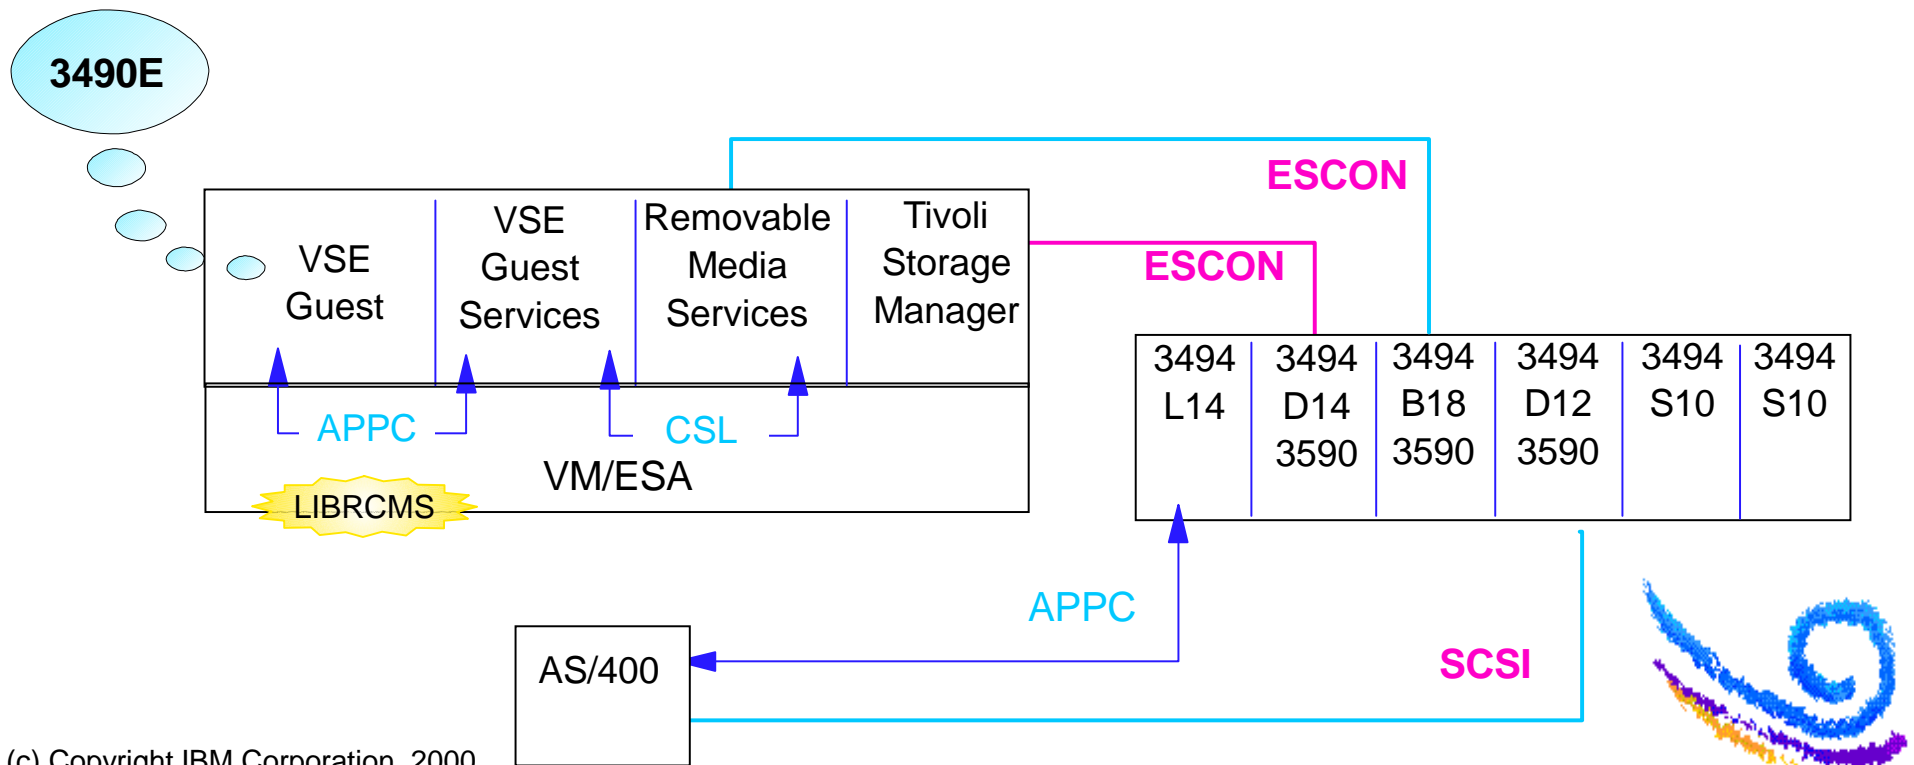 3490E
VSE
Guest
VSE
Guest
Services
Removable
Media
Services
Tivoli
Storage
Manager
APPC
CSL
VM/ESA
LIBRCMS
ESCON
ESCON
3494
L14
3494
D14
3590
3494
B18
3590
3494
D12
3590
3494
S10
3494
S10
APPC
AS/400
SCSI
(c) Copyright IBM Corporation, 2000